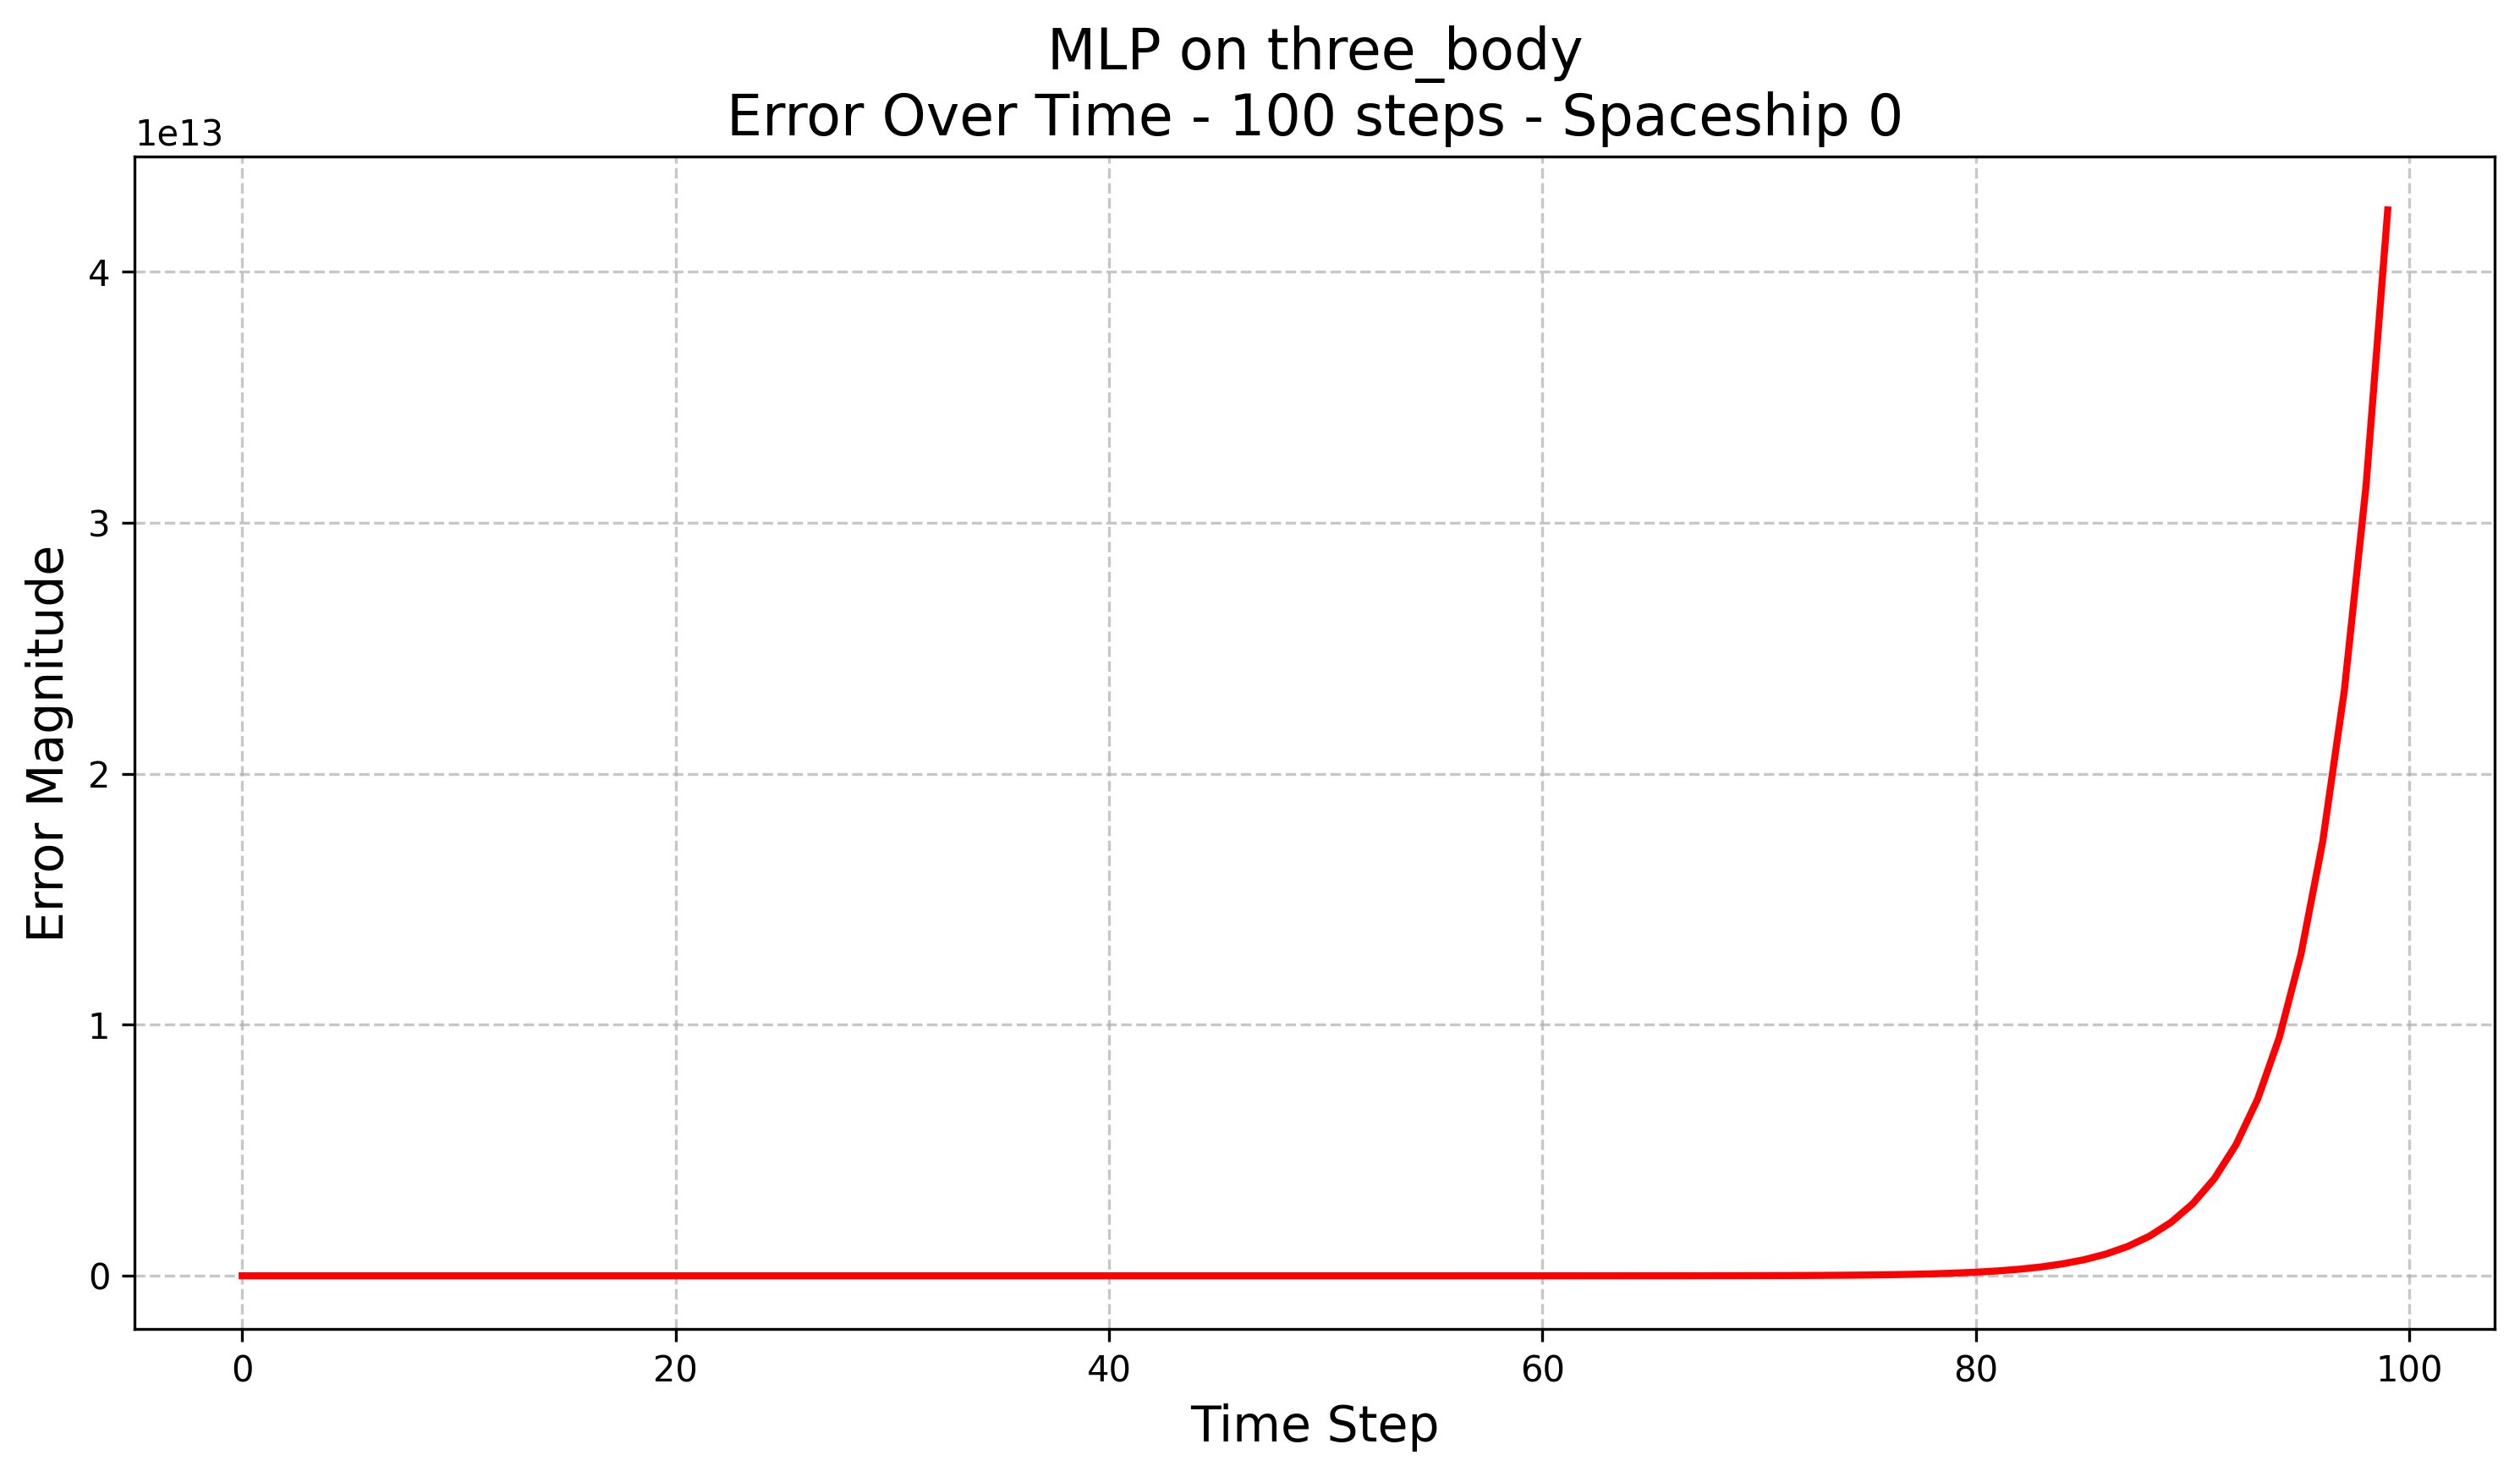 MLP on three_body
Error Over Time - 100 steps - Spaceship 0
1e13
4
3
2
1
0
Error Magnitude
0 20 40 60 80 100
Time Step